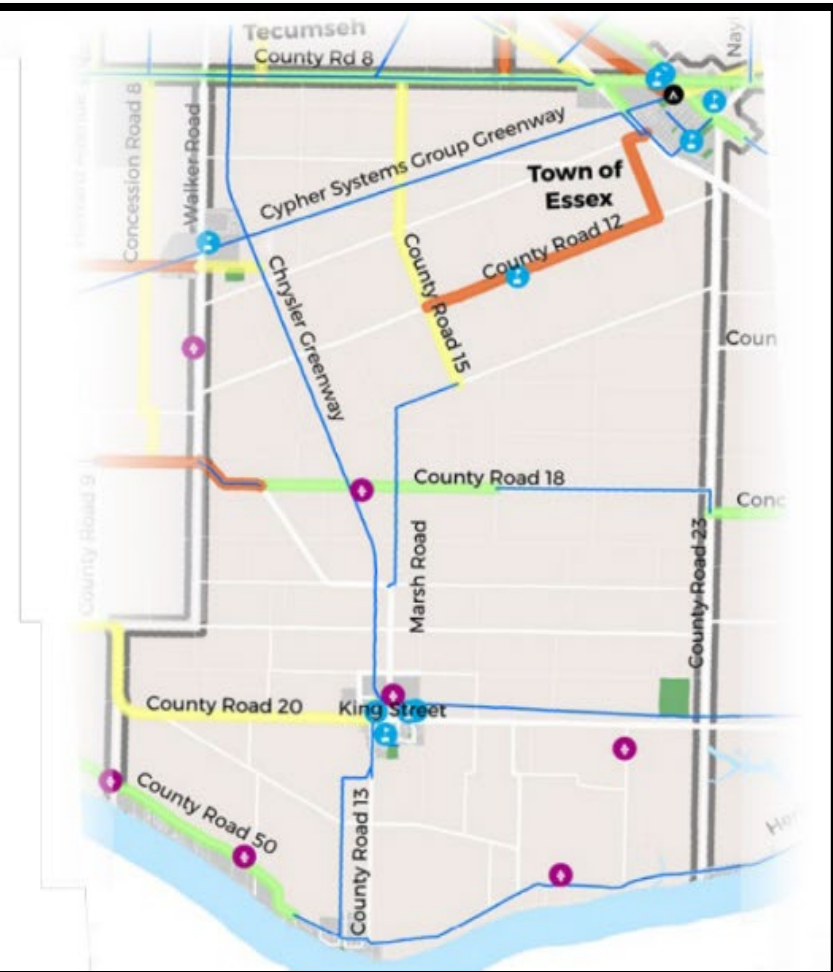 Tecumseh
County Rd 8
Concession Road 8
Walker Road
Cypher Systems Group Greenway
Town of
Essex
County Road 12
County Road 15
Chrysler Greenway
Coun
County Road 18
Conc
County Road 9
Marsh Road
County Road 23
County Road 20
King Street
County Road 50
County Road 13